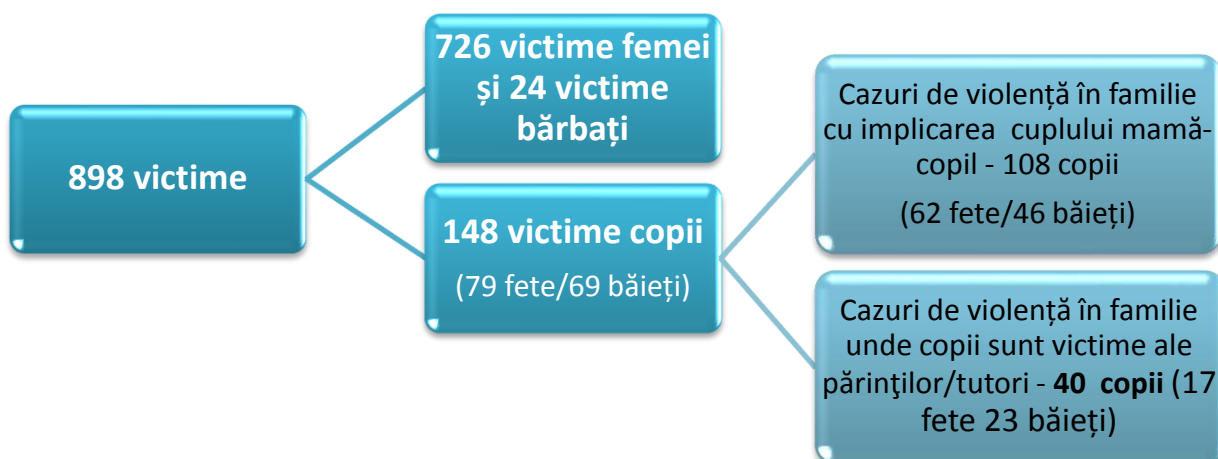 898 victime
726 victime femei
și 24 victime
bărbați
148 victime copii
(79 fete/69 băieți)
Cazuri de violență în familie
cu implicarea cuplului mamă-
copil - 108 copii
(62 fete/46 băieți)
Cazuri de violență în familie
unde copii sunt victime ale
părinţilor/tutori - 40 copii (17
fete 23 băieți)